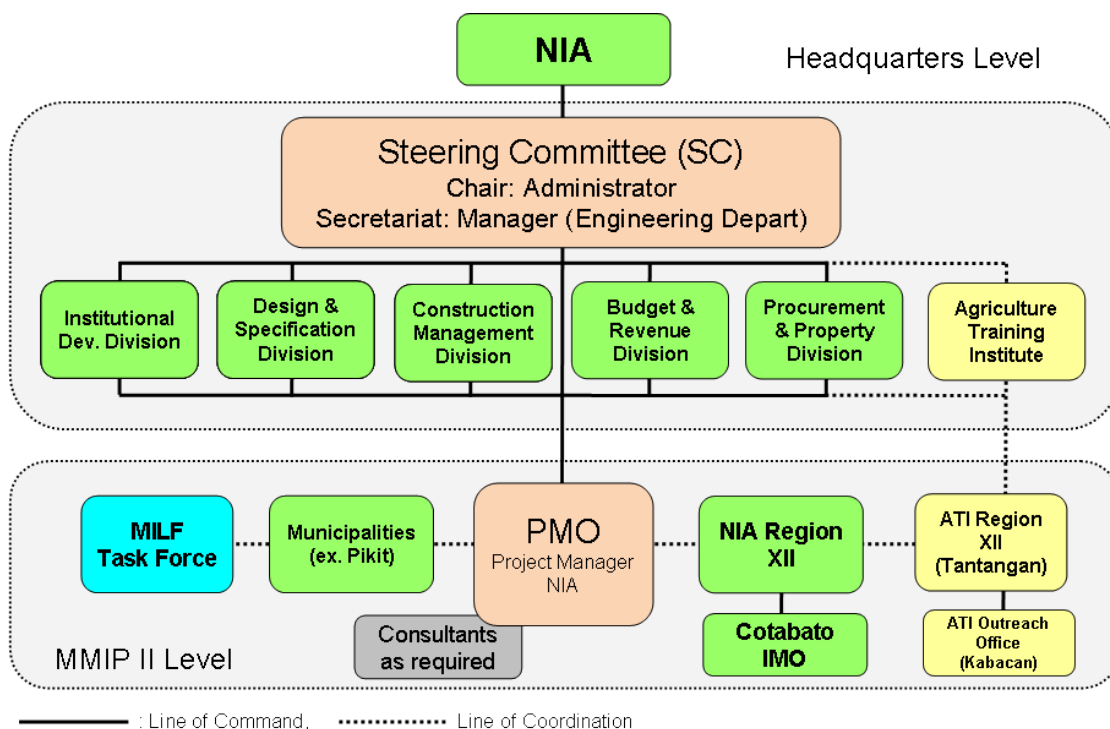 NIA
Headquarters Level
Steering Committee (SC)
Chair: Administrator
Secretariat: Manager (Engineering Depart)
Institutional
Dev. Division
Design &
Specification
Division
Construction
Management
Division
Budget &
Revenue
Division
Procurement
& Property
Division
Agriculture
Training
Institute
MILF
Task Force
Municipalities
(ex. Pikit)
PMO
Project Manager
NIA
NIA Region
XII
ATI Region
XII
(Tantangan)
Consultants
as required
Cotabato
IMO
ATI Outreach
Office
(Kabacan)
MMIP II Level
: Line of Command,
Line of Coordination